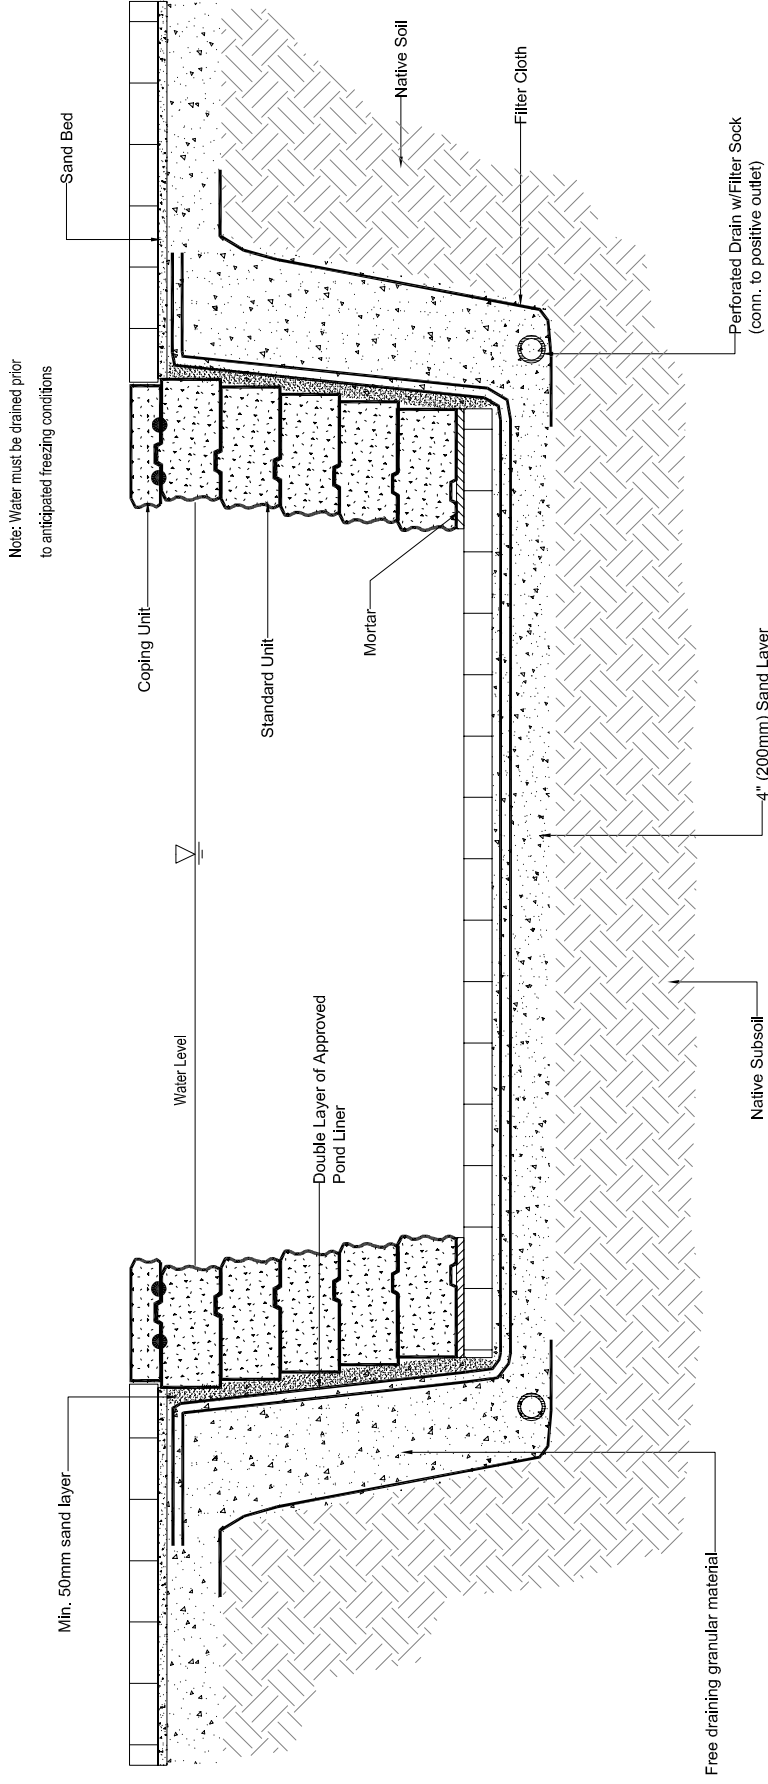 Note: Water must be drained prior
to anticipated freezing conditions
Min. 50mm sand layer
Sand Bed
Coping Unit
Water Level
Standard Unit
Double Layer of Approved
Pond Liner
Mortar
Native Soil
Filter Cloth
Free draining granular material
Perforated Drain w/Filter Sock
(conn. to positive outlet)
Native Subsoil
4" (200mm) Sand Layer